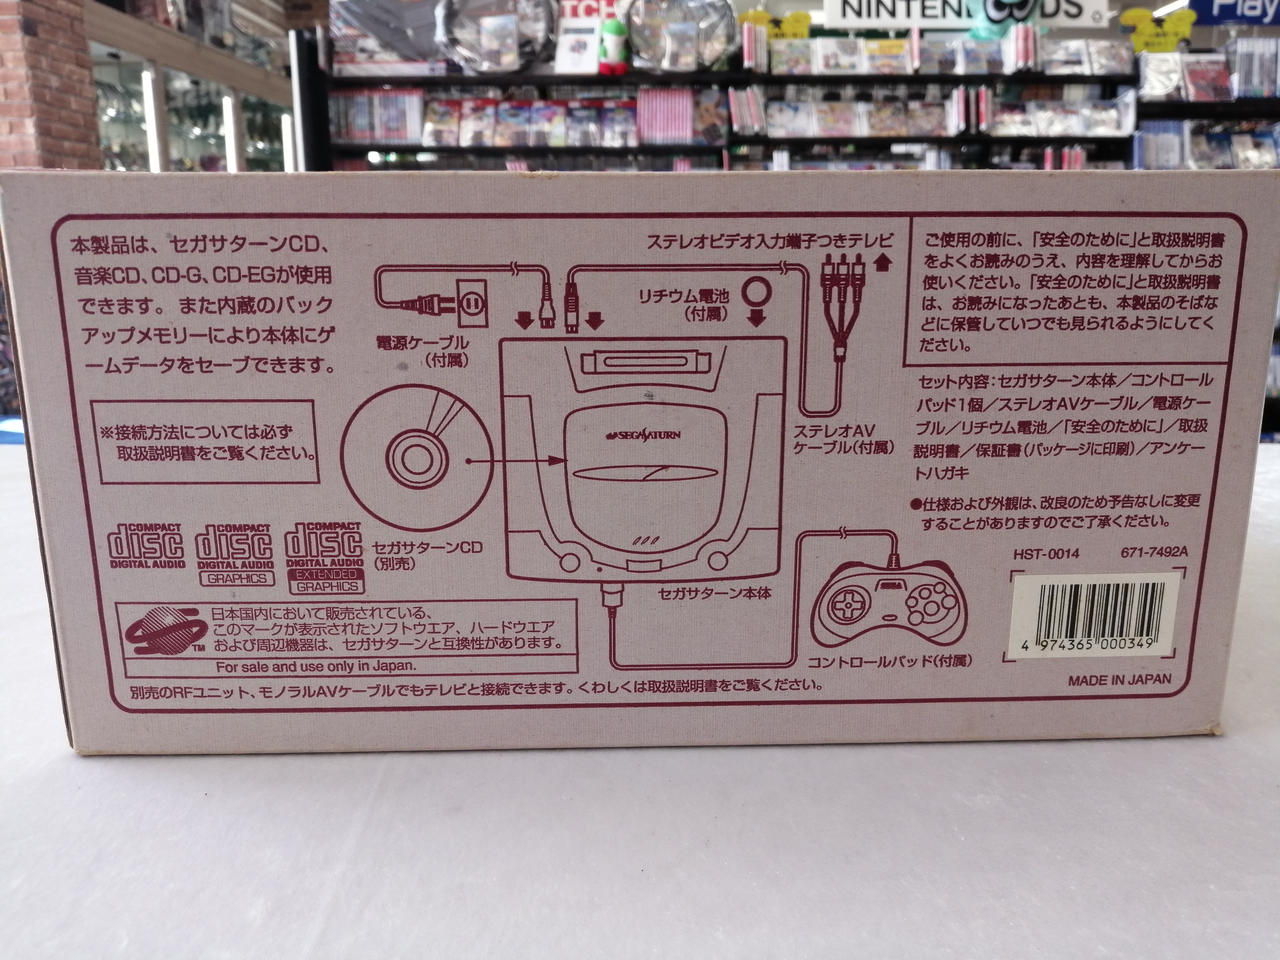 NINTEN
DS
Play
TCH
本製品は、セガサターンCD、
音楽CD、CD-G、CD-EGが使用
できます。また内蔵のバック
アップメモリーにより本体にゲ
ームデータをセーブできます。
※接続方法については必ず
取扱説明書をご覧ください。
ステレオビデオ入力端子つきテレビ
リチウム電池
(付属)
電源ケーブル
(付属)
SEGA SATURN
ステレオAV
ケーブル(付属)
セガサターンCD
(別売)
セガサターン本体
SEGA
コントロールパッド(付属)
COMPACT
disc
DIGITAL AUDIO
COMPACT
disc
DIGITAL AUDIO
GRAPHICS
COMPACT
disc
DIGITAL AUDIO
EXTENDED
GRAPHICS
TM
日本国内において販売されている、
このマークが表示されたソフトウエア、ハードウエア
および周辺機器は、セガサターンと互換性があります。
For sale and use only in Japan.
別売のRFユニット、モノラルAVケーブルでもテレビと接続できます。くわしくは取扱説明書をご覧ください。
ご使用の前に、「安全のために」と取扱説明書
をよくお読みのうえ、内容を理解してからお
使いください。「安全のために」と取扱説明書
は、お読みになったあとも、本製品のそばな
どに保管していつでも見られるようにしてく
ださい。
セット内容：セガサターン本体／コントロール
パッド1個／ステレオAVケーブル／電源ケー
ブル／リチウム電池／「安全のために」／取扱
説明書／保証書(パッケージに印刷)／アンケー
トハガキ
●仕様および外観は、改良のため予告なしに変更
することがありますのでご了承ください。
HST-0014 671-7492A
4 974365 000349
MADE IN JAPAN